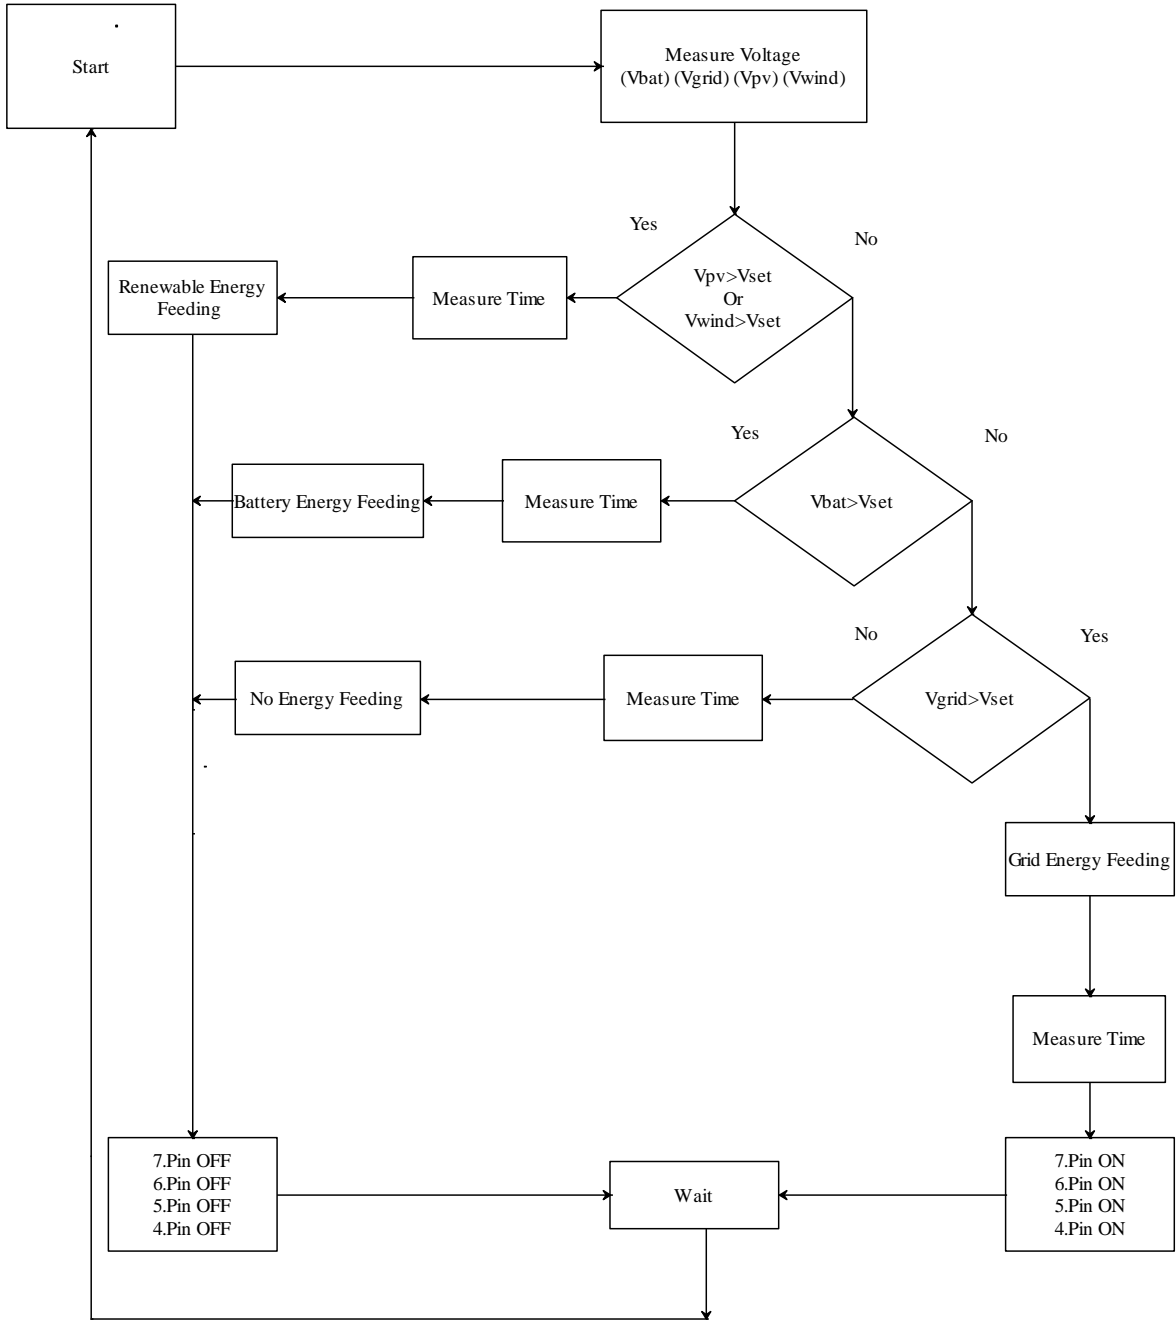 Start
Measure Voltage
(Vbat) (Vgrid) (Vpv) (Vwind)
Yes
No
Vpv>Vset
Or
Vwind>Vset
Measure Time
Renewable Energy
Feeding
Yes
No
Vbat>Vset
Measure Time
Battery Energy Feeding
No
Yes
Vgrid>Vset
Measure Time
No Energy Feeding
Grid Energy Feeding
Measure Time
7.Pin OFF
6.Pin OFF
5.Pin OFF
4.Pin OFF
Wait
7.Pin ON
6.Pin ON
5.Pin ON
4.Pin ON